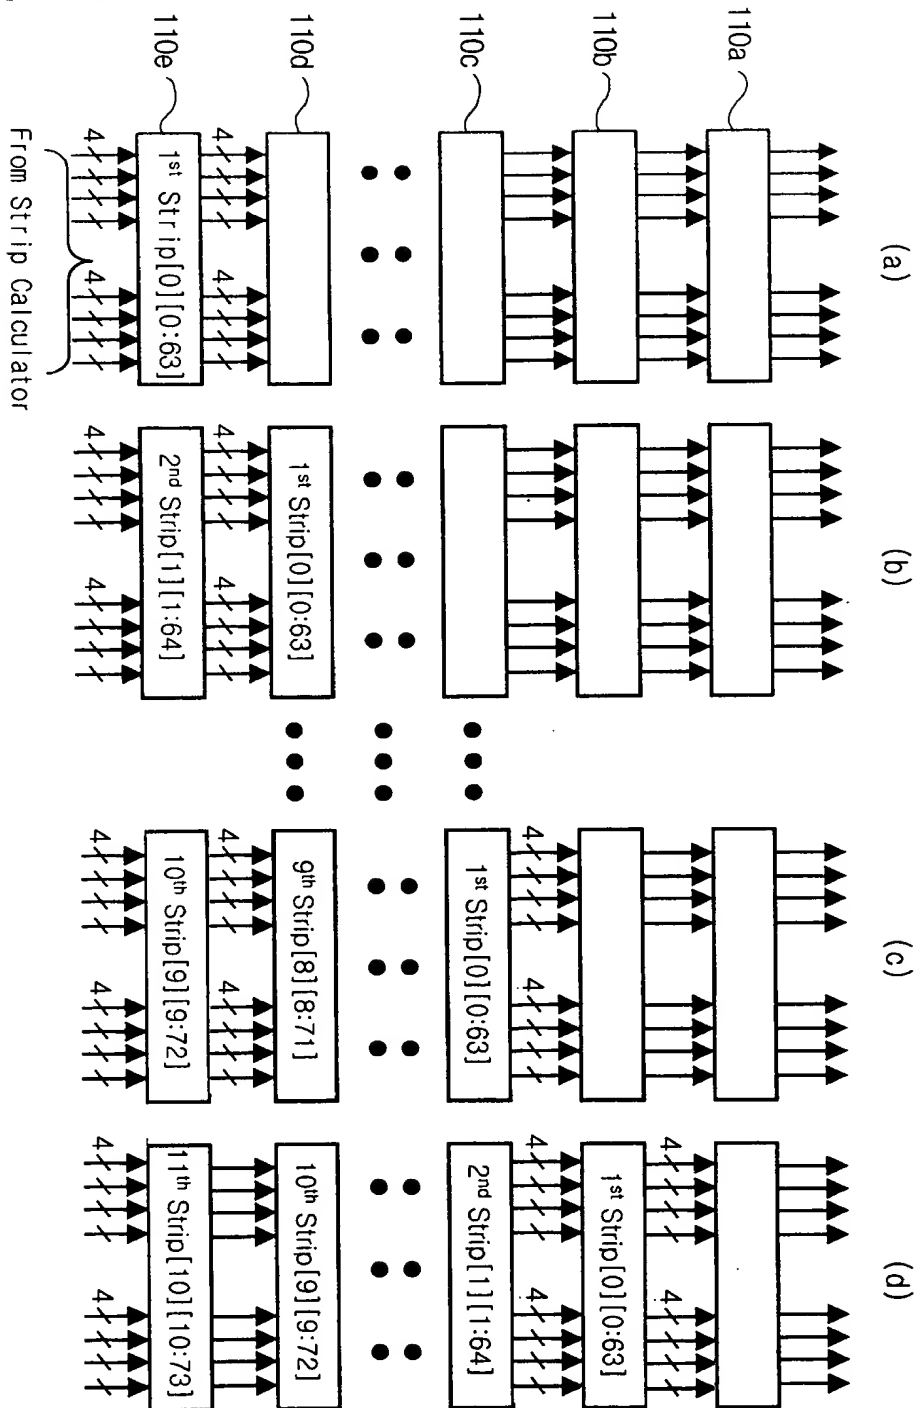 (a)
110a
110b
110c
110d
4
4
110e
1st Strip[0][0:63]
4
4
From Strip Calculator
(b)
1st Strip[0][0:63]
4
4
2nd Strip[1][1:64]
4
4
(c)
1st Strip[0][0:63]
4
4
9th Strip[8][8:71]
4
4
10th Strip[9][9:72]
4
4
(d)
4
4
1st Strip[0][0:63]
4
4
2nd Strip[1][1:64]
10th Strip[9][9:72]
11th Strip[10][10:73]
4
4